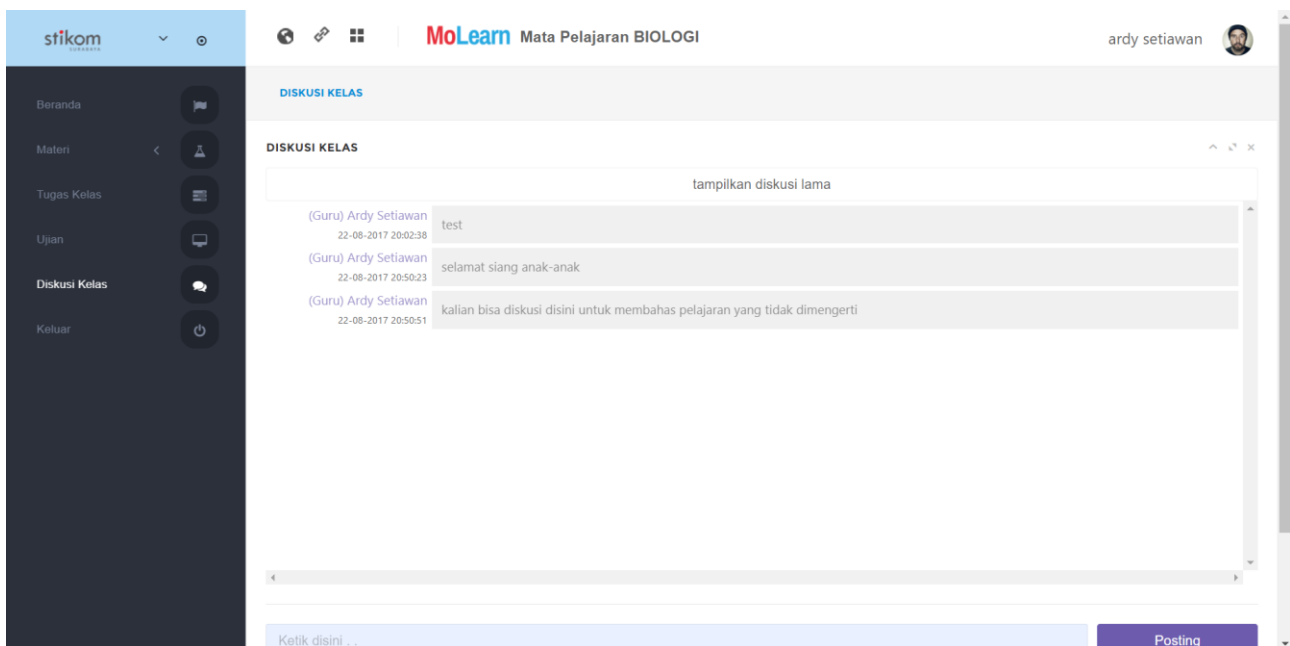 stikom
SURABAYA
MoLearn Mata Pelajaran BIOLOGI
ardy setiawan
Beranda
Materi
Tugas Kelas
Ujian
Diskusi Kelas
Keluar
DISKUSI KELAS
DISKUSI KELAS
tampilkan diskusi lama
(Guru) Ardy Setiawan
22-08-2017 20:02:38
test
(Guru) Ardy Setiawan
22-08-2017 20:50:23
selamat siang anak-anak
(Guru) Ardy Setiawan
22-08-2017 20:50:51
kalian bisa diskusi disini untuk membahas pelajaran yang tidak dimengerti
Ketik disini . .
Posting